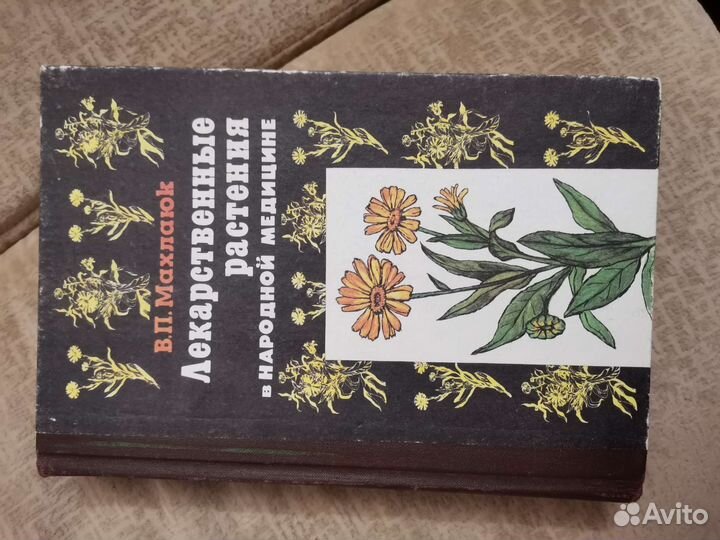 В.П.Махлаюк
Лекарственные
растения
в НАРОДНОЙ МЕДИЦИНЕ
Avito